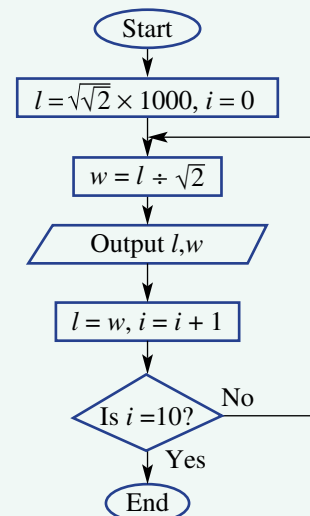 Start
l = √√2 × 1000, i = 0
w = l ÷ √2
Output l,w
l = w, i = i + 1
Is i =10?
No
Yes
End